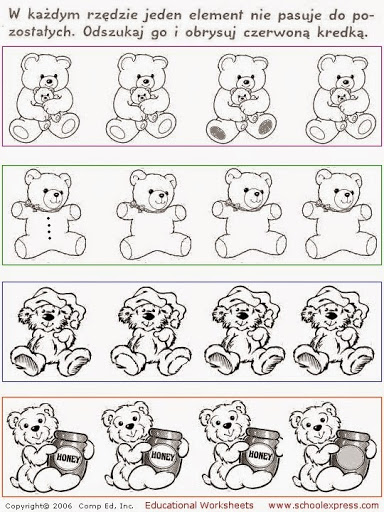 W każdym rzędzie jeden element nie pasuje do po-
zostałych. Odszukaj go i obrysuj czerwoną kredką.
HONEY HONEY HONEY
Copyright© 2006 Comp Ed, Inc. Educational Worksheets www.schoolexpress.com